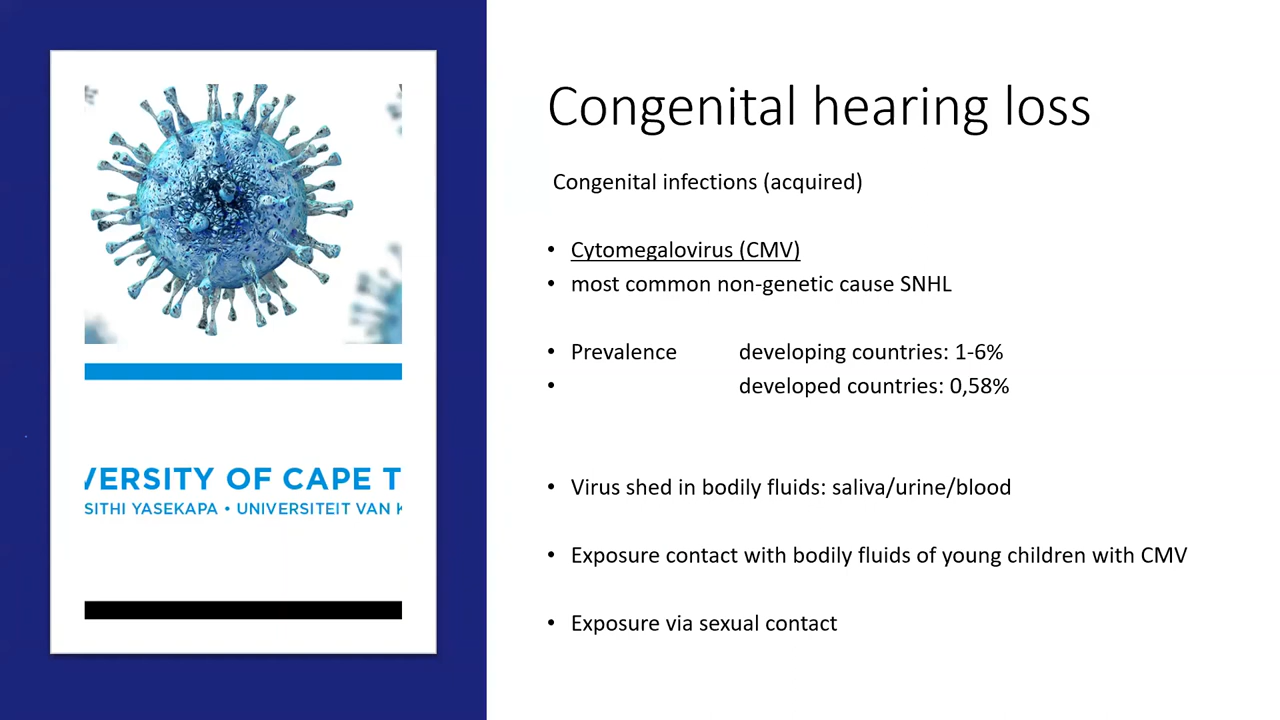 VERSITY OF CAPE T
SITHI YASEKAPA • UNIVERSITEIT VAN K
Congenital hearing loss
Congenital infections (acquired)
• Cytomegalovirus (CMV)
• most common non-genetic cause SNHL
• Prevalence developing countries: 1-6%
• developed countries: 0,58%
• Virus shed in bodily fluids: saliva/urine/blood
• Exposure contact with bodily fluids of young children with CMV
• Exposure via sexual contact